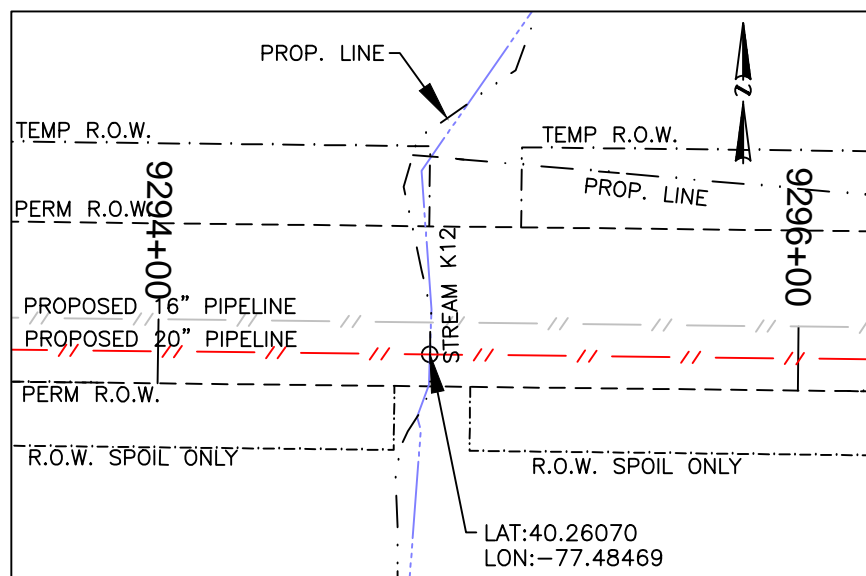 PROP. LINE
TEMP R.O.W.
TEMP R.O.W.
N
PROP. LINE
PERM R.O.W.
9294+00
9296+00
STREAM K12
PROPOSED 16” PIPELINE
PROPOSED 20” PIPELINE
PERM R.O.W.
R.O.W. SPOIL ONLY
R.O.W. SPOIL ONLY
LAT:40.26070
LON:-77.48469